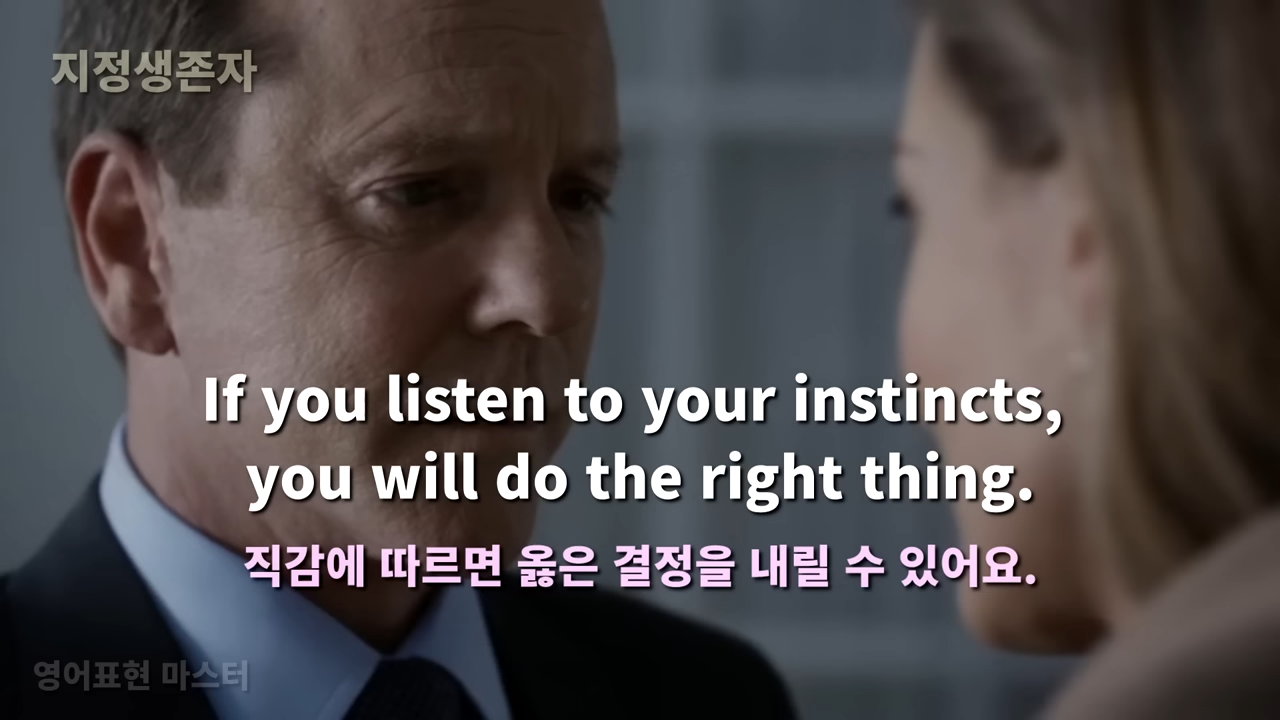 지정생존자
If you listen to your instincts,
you will do the right thing.
직감에 따르면 옳은 결정을 내릴 수 있어요.
영어표현 마스터